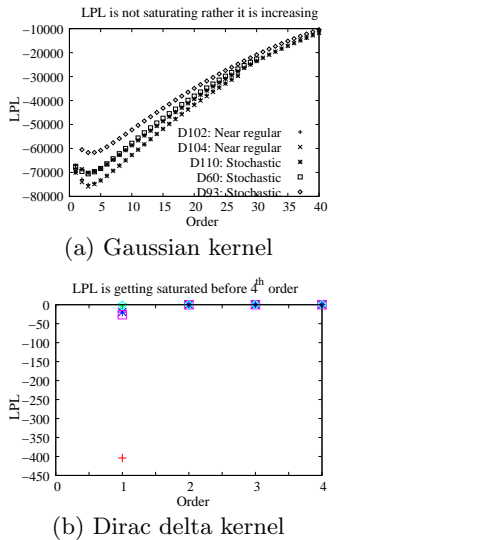 LPL is not saturating rather it is increasing
-10000
-20000
-30000
-40000
-50000
-60000
-70000
-80000
LPL
D102: Near regular
D104: Near regular
D110: Stochastic
D60: Stochastic
D93: Stochastic
0 5 10 15 20 25 30 35 40
Order
(a) Gaussian kernel
LPL is getting saturated before 4th order
0
-50
-100
-150
-200
-250
-300
-350
-400
-450
LPL
0 1 2 3 4
Order
(b) Dirac delta kernel